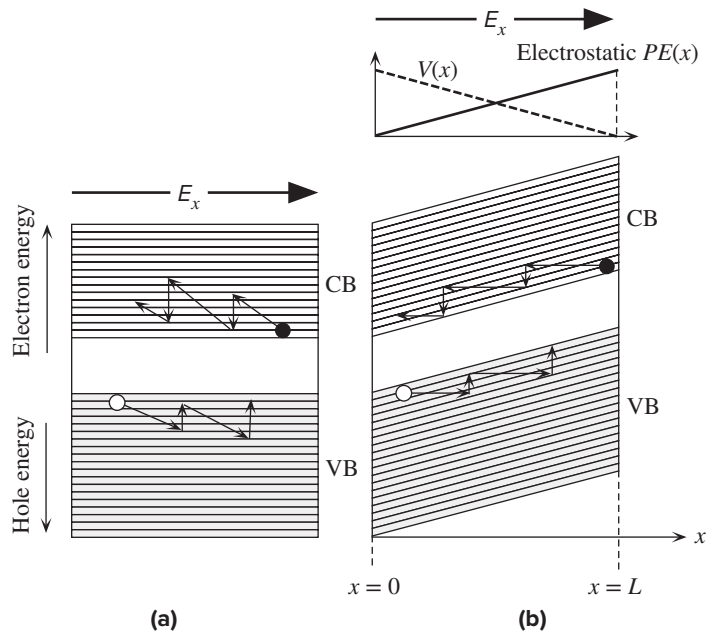 E_x
Electrostatic PE(x)
V(x)
E_x
CB
Electron energy
CB
Hole energy
VB
VB
x
x = 0
x = L
(a)
(b)